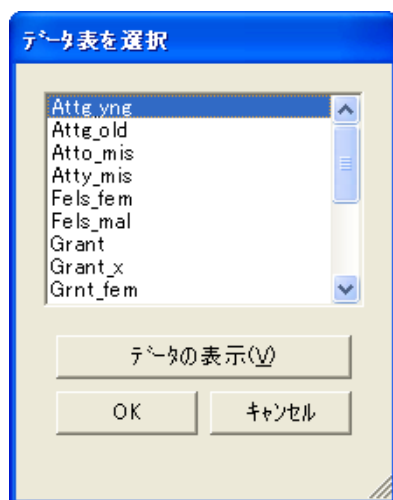 ﾃﾞｰﾀ表を選択
Attg_yng
Attg_old
Atto_mis
Atty_mis
Fels_fem
Fels_mal
Grant
Grant_x
Grnt_fem
ﾃﾞｰﾀの表示(V)
OK ｷｬﾝｾﾙ